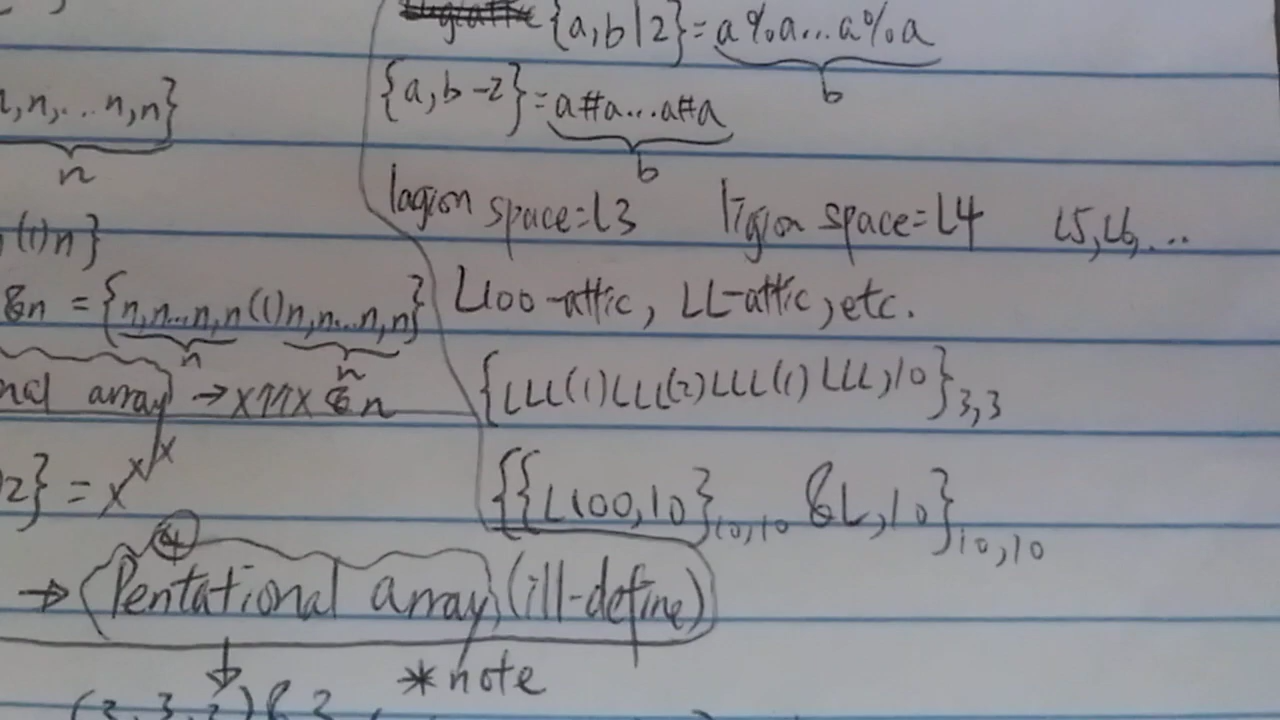 {a,b|2}=a%a...a%a
b
{a,b-2}=a#a...a#a
b
lagion space=L3 ligion space=L4 L5,L6,...
L100-attic, LL-attic, etc.
{LLL(1)LLL(2)LLL(1)LLL,10}3,3
{{L100,10}10,10 &L,10}10,10
n,...n,n}
n
(1)n}
&n = {n,n...n,n(1)n,n...n,n}
n n
array → x↑↑x & n
2} = x^x^x
4
→ Pentational array (ill-define)
↓ *note